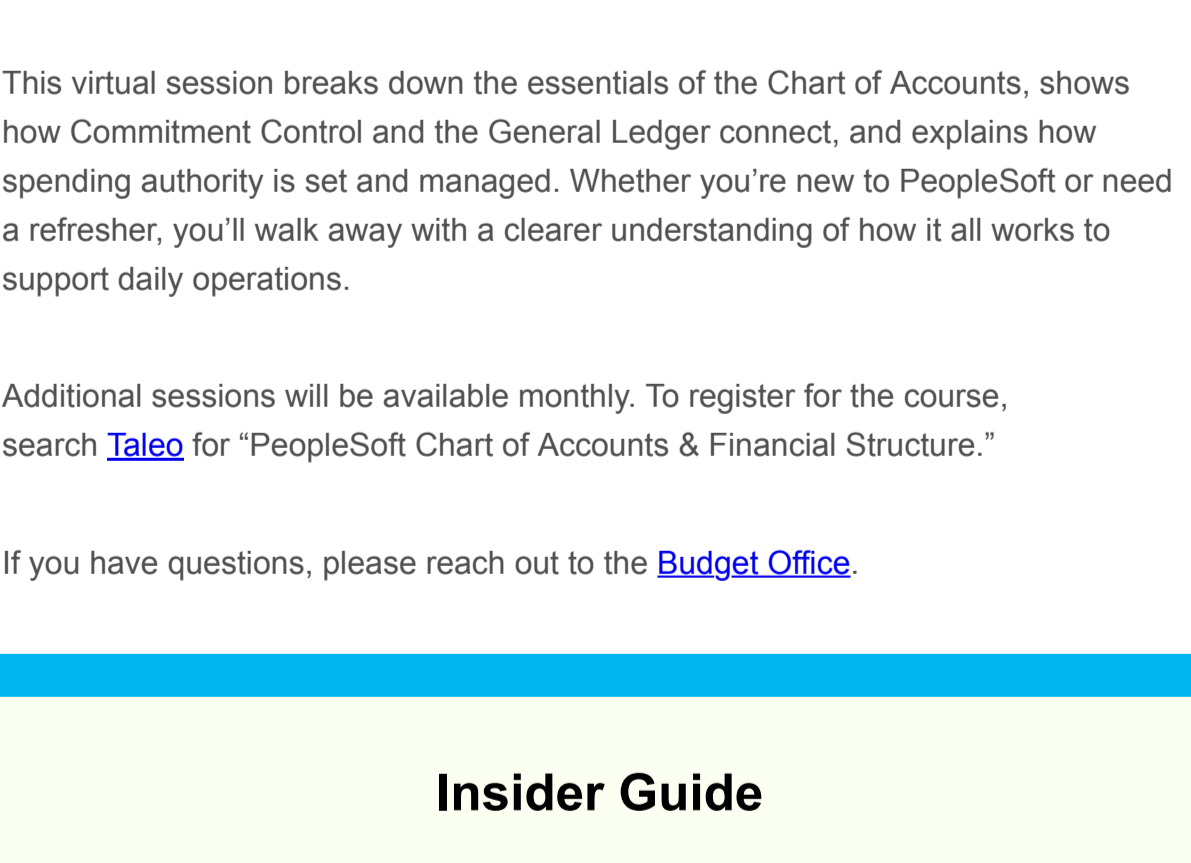 This virtual session breaks down the essentials of the Chart of Accounts, shows
how Commitment Control and the General Ledger connect, and explains how
spending authority is set and managed. Whether you’re new to PeopleSoft or need
a refresher, you’ll walk away with a clearer understanding of how it all works to
support daily operations.
Additional sessions will be available monthly. To register for the course,
search Taleo for “PeopleSoft Chart of Accounts & Financial Structure.”
If you have questions, please reach out to the Budget Office.
Insider Guide